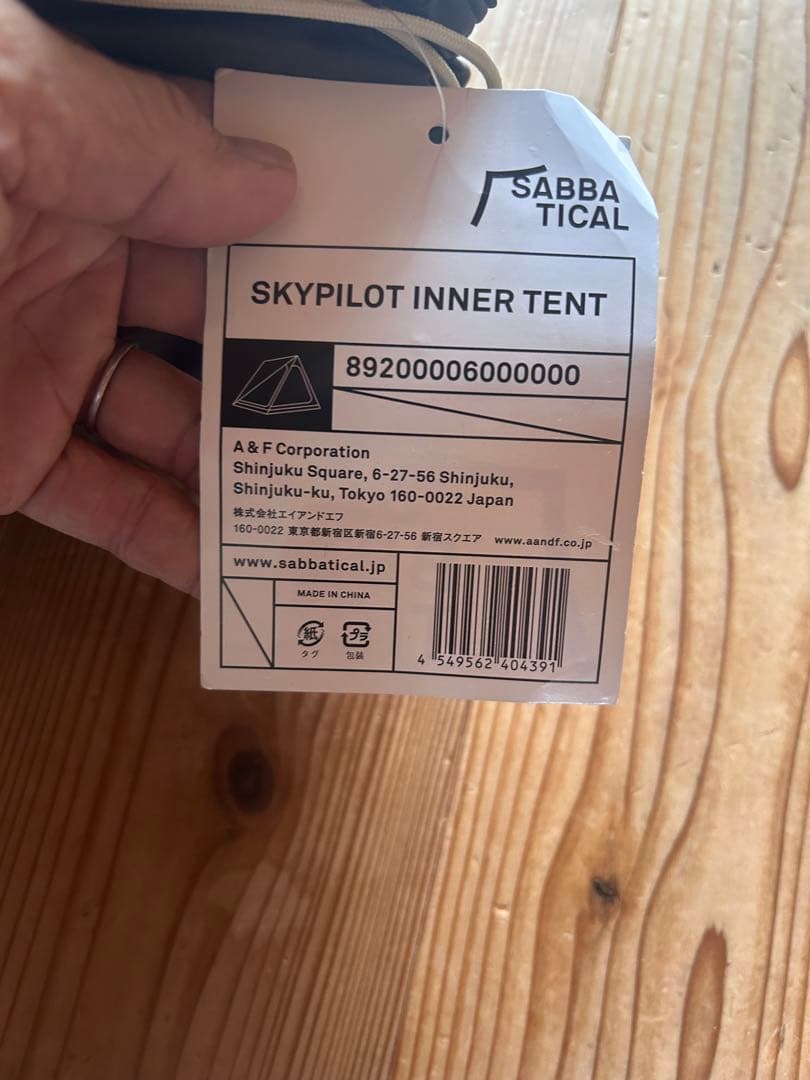 SABBA
TICAL
SKYPILOT INNER TENT
89200006000000
A & F Corporation
Shinjuku Square, 6-27-56 Shinjuku,
Shinjuku-ku, Tokyo 160-0022 Japan
株式会社エイアンドエフ
160-0022 東京都新宿区新宿6-27-56 新宿スクエア www.aandf.co.jp
www.sabbatical.jp
MADE IN CHINA
紙 プラ
タグ 包装
4 549562 404391